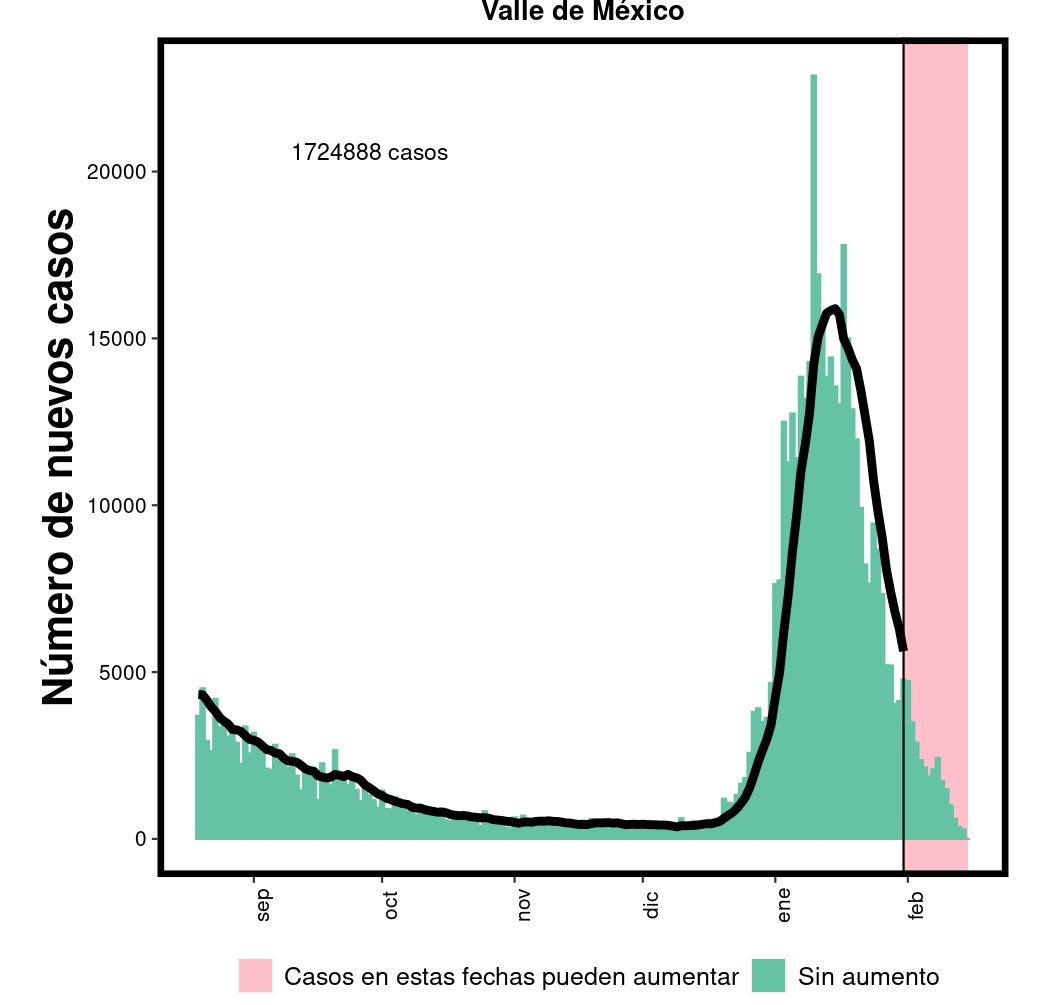 Valle de México
1724888 casos
Número de nuevos casos
20000
15000
10000
5000
0
sep
oct
nov
dic
ene
feb
Casos en estas fechas pueden aumentar
Sin aumento